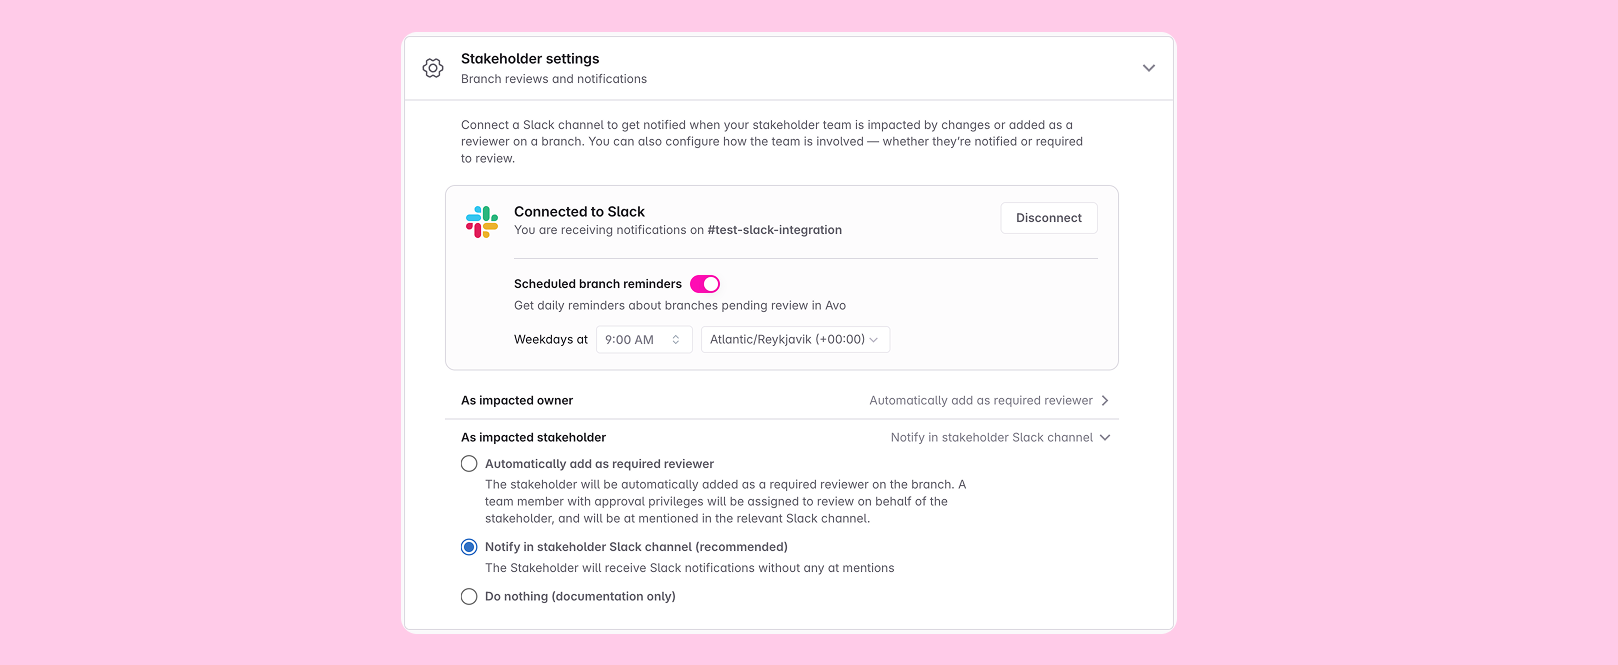 Stakeholder settings
Branch reviews and notifications
Connect a Slack channel to get notified when your stakeholder team is impacted by changes or added as a
reviewer on a branch. You can also configure how the team is involved — whether they're notified or required
to review.
Connected to Slack
Disconnect
You are receiving notifications on #test-slack-integration
Scheduled branch reminders
Get daily reminders about branches pending review in Avo
Weekdays at 9:00 AM Atlantic/Reykjavik (+00:00)
As impacted owner Automatically add as required reviewer
As impacted stakeholder Notify in stakeholder Slack channel
Automatically add as required reviewer
The stakeholder will be automatically added as a required reviewer on the branch. A
team member with approval privileges will be assigned to review on behalf of the
stakeholder, and will be at mentioned in the relevant Slack channel.
Notify in stakeholder Slack channel (recommended)
The Stakeholder will receive Slack notifications without any at mentions
Do nothing (documentation only)